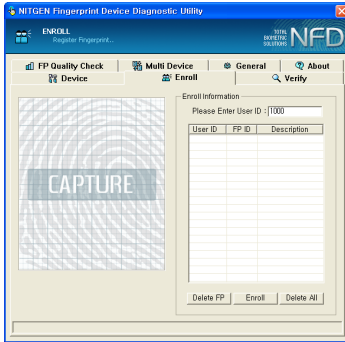 NITGEN Fingerprint Device Diagnostic Utility
ENROLL
Register Fingerprint..
TOTAL
BIOMETRIC
SOLUTIONS
NFD
FP Quality Check
Multi Device
General
About
Device
Enroll
Verify
CAPTURE
Enroll Information
Please Enter User ID : 1000
User ID FP ID Description
Delete FP Enroll Delete All